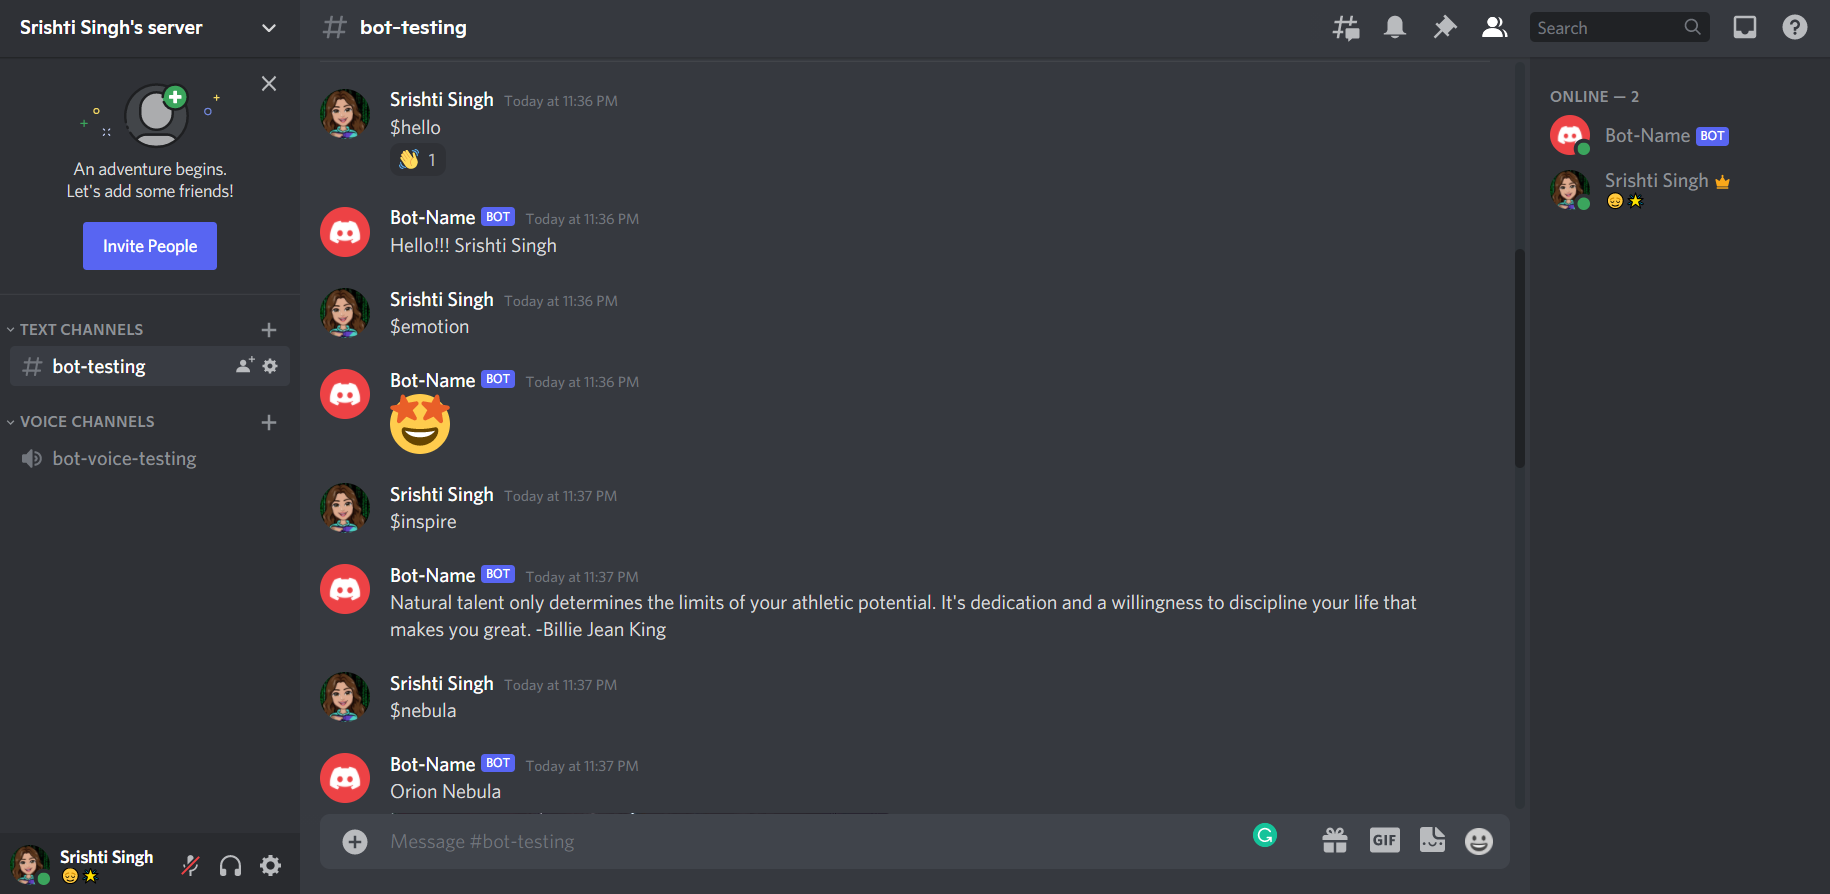 Srishti Singh's server
An adventure begins.
Let's add some friends!
Invite People
TEXT CHANNELS
bot-testing
VOICE CHANNELS
bot-voice-testing
Srishti Singh
bot-testing
Search
Srishti Singh Today at 11:36 PM
$hello
1
Bot-Name BOT Today at 11:36 PM
Hello!!! Srishti Singh
Srishti Singh Today at 11:36 PM
$emotion
Bot-Name BOT Today at 11:36 PM
Srishti Singh Today at 11:37 PM
$inspire
Bot-Name BOT Today at 11:37 PM
Natural talent only determines the limits of your athletic potential. It's dedication and a willingness to discipline your life that
makes you great. -Billie Jean King
Srishti Singh Today at 11:37 PM
$nebula
Bot-Name BOT Today at 11:37 PM
Orion Nebula
Message #bot-testing
GIF
ONLINE — 2
Bot-Name BOT
Srishti Singh